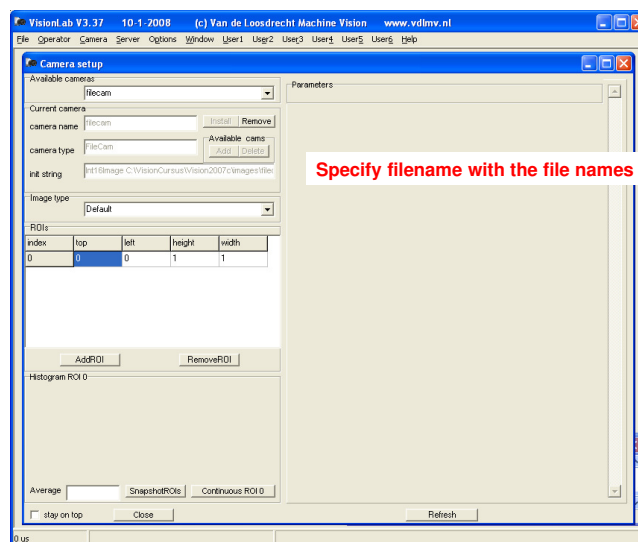 VisionLab V3.37 10-1-2008 (c) Van de Loosdrecht Machine Vision www.vdlmv.nl
File Operator Camera Server Options Window User1 User2 User3 User4 User5 User6 Help
Camera setup
Available cameras
filecam
Current camera
camera name filecam Install Remove
Available cams
camera type FileCam Add Delete
init string Int16Image C:\VisionCursus\Vision2007c\images\filec
Image type
Default
ROIs
index top left height width
0 0 0 1 1
AddROI RemoveROI
Histogram ROI 0
Average SnapshotROIs Continuous ROI 0
stay on top Close
Parameters
Specify filename with the file names
Refresh
0 us